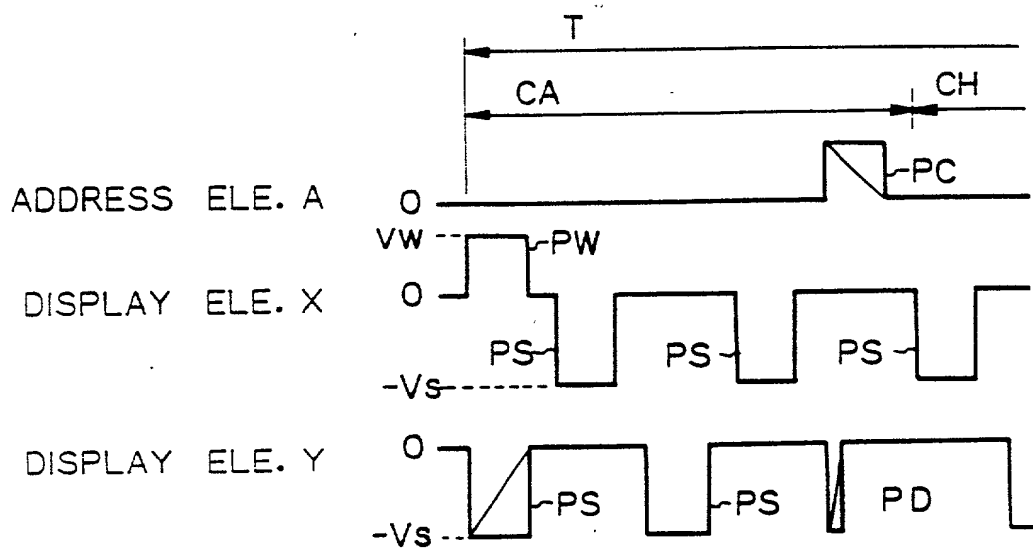 T
CA CH
ADDRESS ELE. A 0 PC
VW PW
DISPLAY ELE. X 0
PS PS PS
-Vs
DISPLAY ELE. Y 0
PS PS PD
-Vs